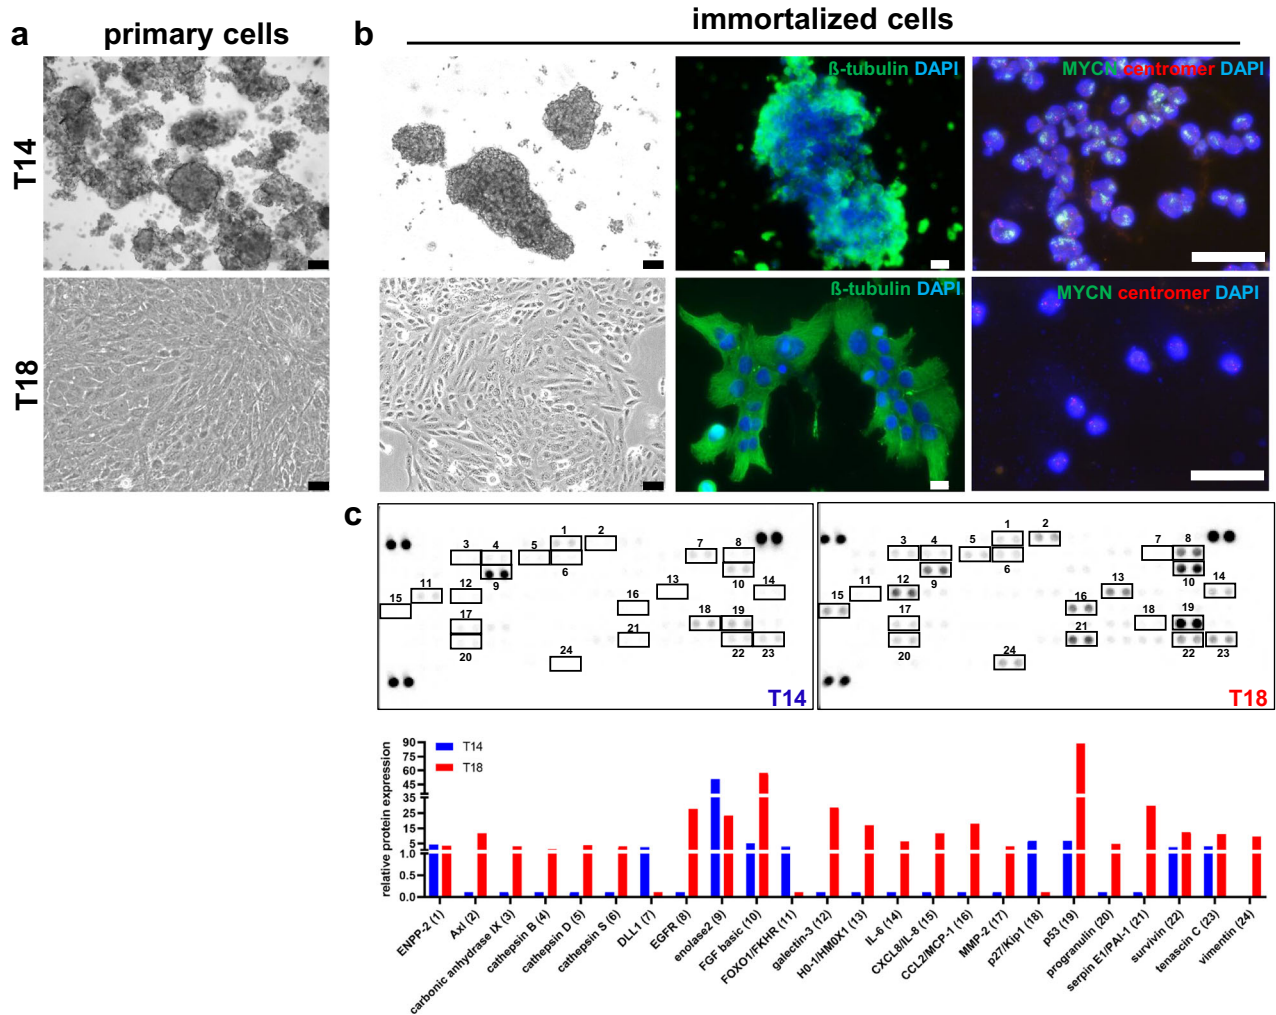 a
primary cells
b
immortalized cells
T14
ß-tubulin DAPI
MYCN centromer DAPI
T18
ß-tubulin DAPI
MYCN centromer DAPI
c
1 2
3 4 5 7 8
6
9 10
11 12 13 14
15 16
17 18 19
21
20 22 23
24
T14
1 2
3 4 5 7 8
6
9 10
11 12 13 14
15 16
17 18 19
21
20 22 23
24
T18
relative protein expression
90
75
60
45
35
25
15
5
1.0
0.5
0.0
T14
T18
ENPP-2 (1)
Axl (2)
carbonic anhydrase IX (3)
cathepsin B (4)
cathepsin D (5)
cathepsin S (6)
DLL1 (7)
EGFR (8)
enolase2 (9)
FGF basic (10)
FOXO1/FKHR (11)
galectin-3 (12)
H0-1/HM0X1 (13)
IL-6 (14)
CXCL8/IL-8 (15)
CCL2/MCP-1 (16)
MMP-2 (17)
p27/Kip1 (18)
p53 (19)
progranulin (20)
serpin E1/PAI-1 (21)
survivin (22)
tenascin C (23)
vimentin (24)